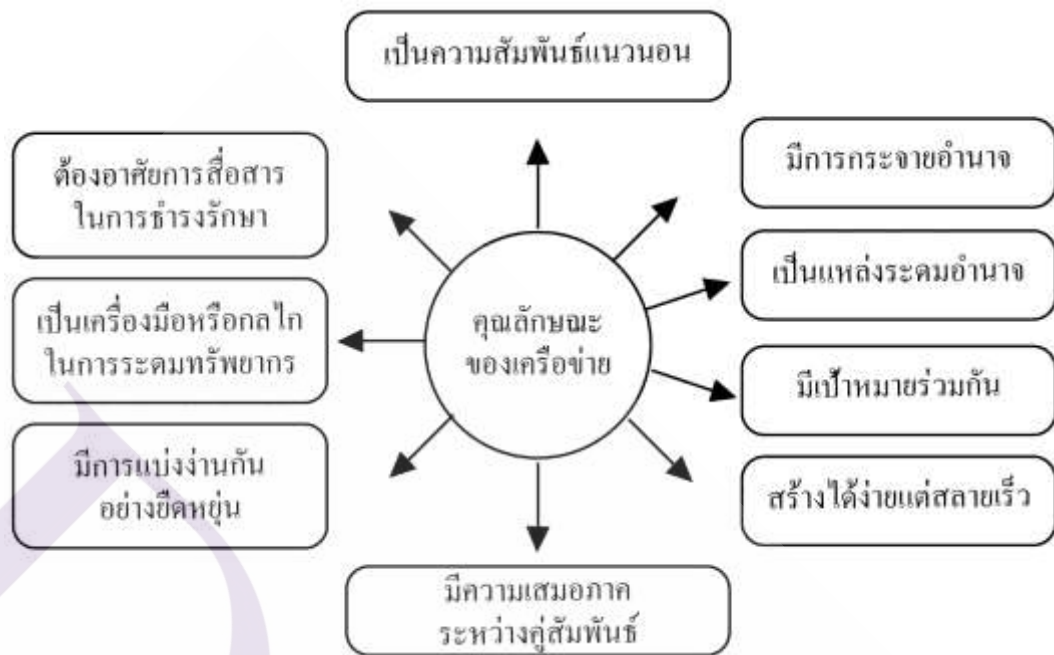 เป็นความสัมพันธ์แนวนอน
ต้องอาศัยการสื่อสาร
ในการธำรงรักษา
มีการกระจายอำนาจ
เป็นเครื่องมือหรือกลไก
ในการระดมทรัพยากร
คุณลักษณะ
ของเครือข่าย
เป็นแหล่งระดมอำนาจ
มีเป้าหมายร่วมกัน
มีการแบ่งง่านกัน
อย่างยืดหยุ่น
สร้างได้ง่ายแต่สลายเร็ว
มีความเสมอภาค
ระหว่างคู่สัมพันธ์